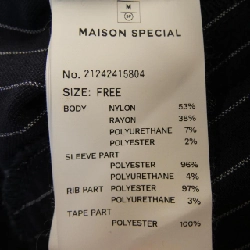 M
M
MAISON SPECIAL
No. 21242415804
SIZE: FREE
BODY NYLON 53%
RAYON 38%
POLYURETHANE 7%
POLYESTER 2%
SLEEVE PART
POLYESTER 96%
POLYURETHANE 4%
RIB PART POLYESTER 97%
POLYURETHANE 3%
TAPE PART
POLYESTER 100%